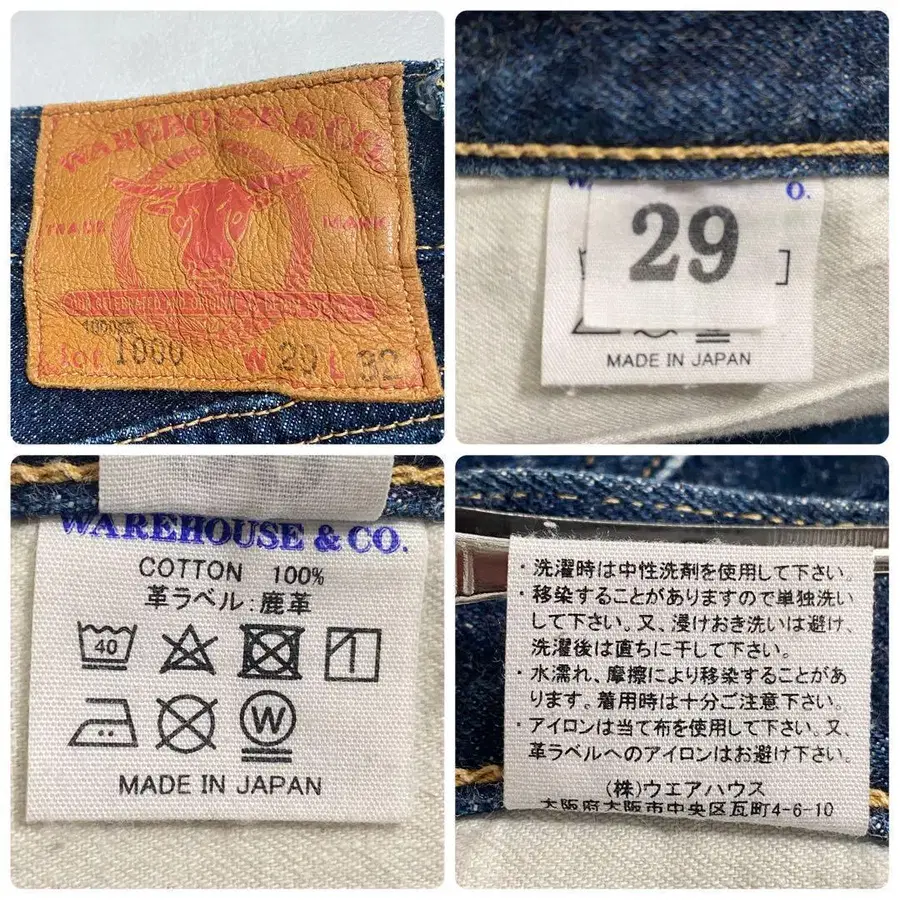 WAREHOUSE & CO.
TRADE MARK
Lot 1000 W 29 L 32
W O.
29
MADE IN JAPAN
WAREHOUSE & CO.
COTTON 100%
革ラベル:鹿革
40
W
MADE IN JAPAN
・洗濯時は中性洗剤を使用して下さい。
・移染することがありますので単独洗い
して下さい。又、浸けおき洗いは避け、
洗濯後は直ちに干して下さい。
・水濡れ、摩擦により移染することがあ
ります。着用時は十分ご注意下さい。
・アイロンは当て布を使用して下さい。又、
革ラベルへのアイロンはお避け下さい。
(株)ウエアハウス
大阪府大阪市中央区瓦町4-6-10